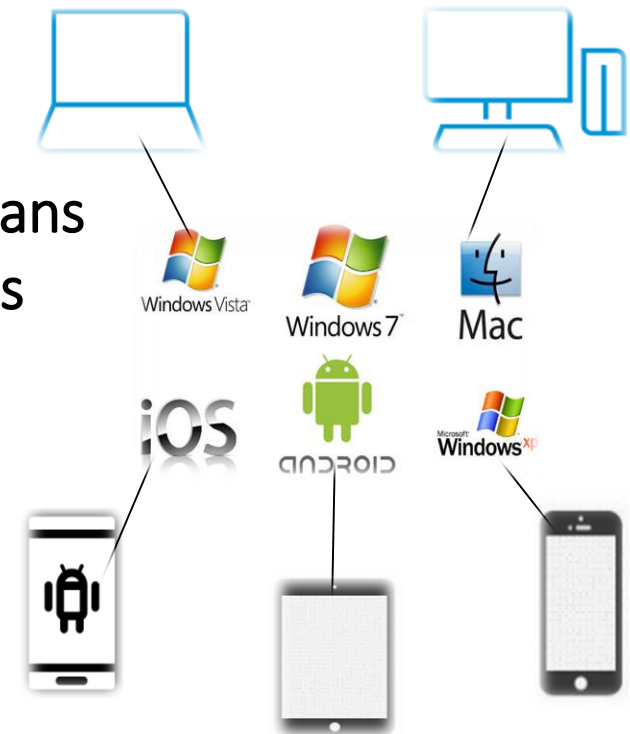 ans
s
Windows Vista
Windows 7
Mac
iOS
ANDROID
Microsoft
Windows xp